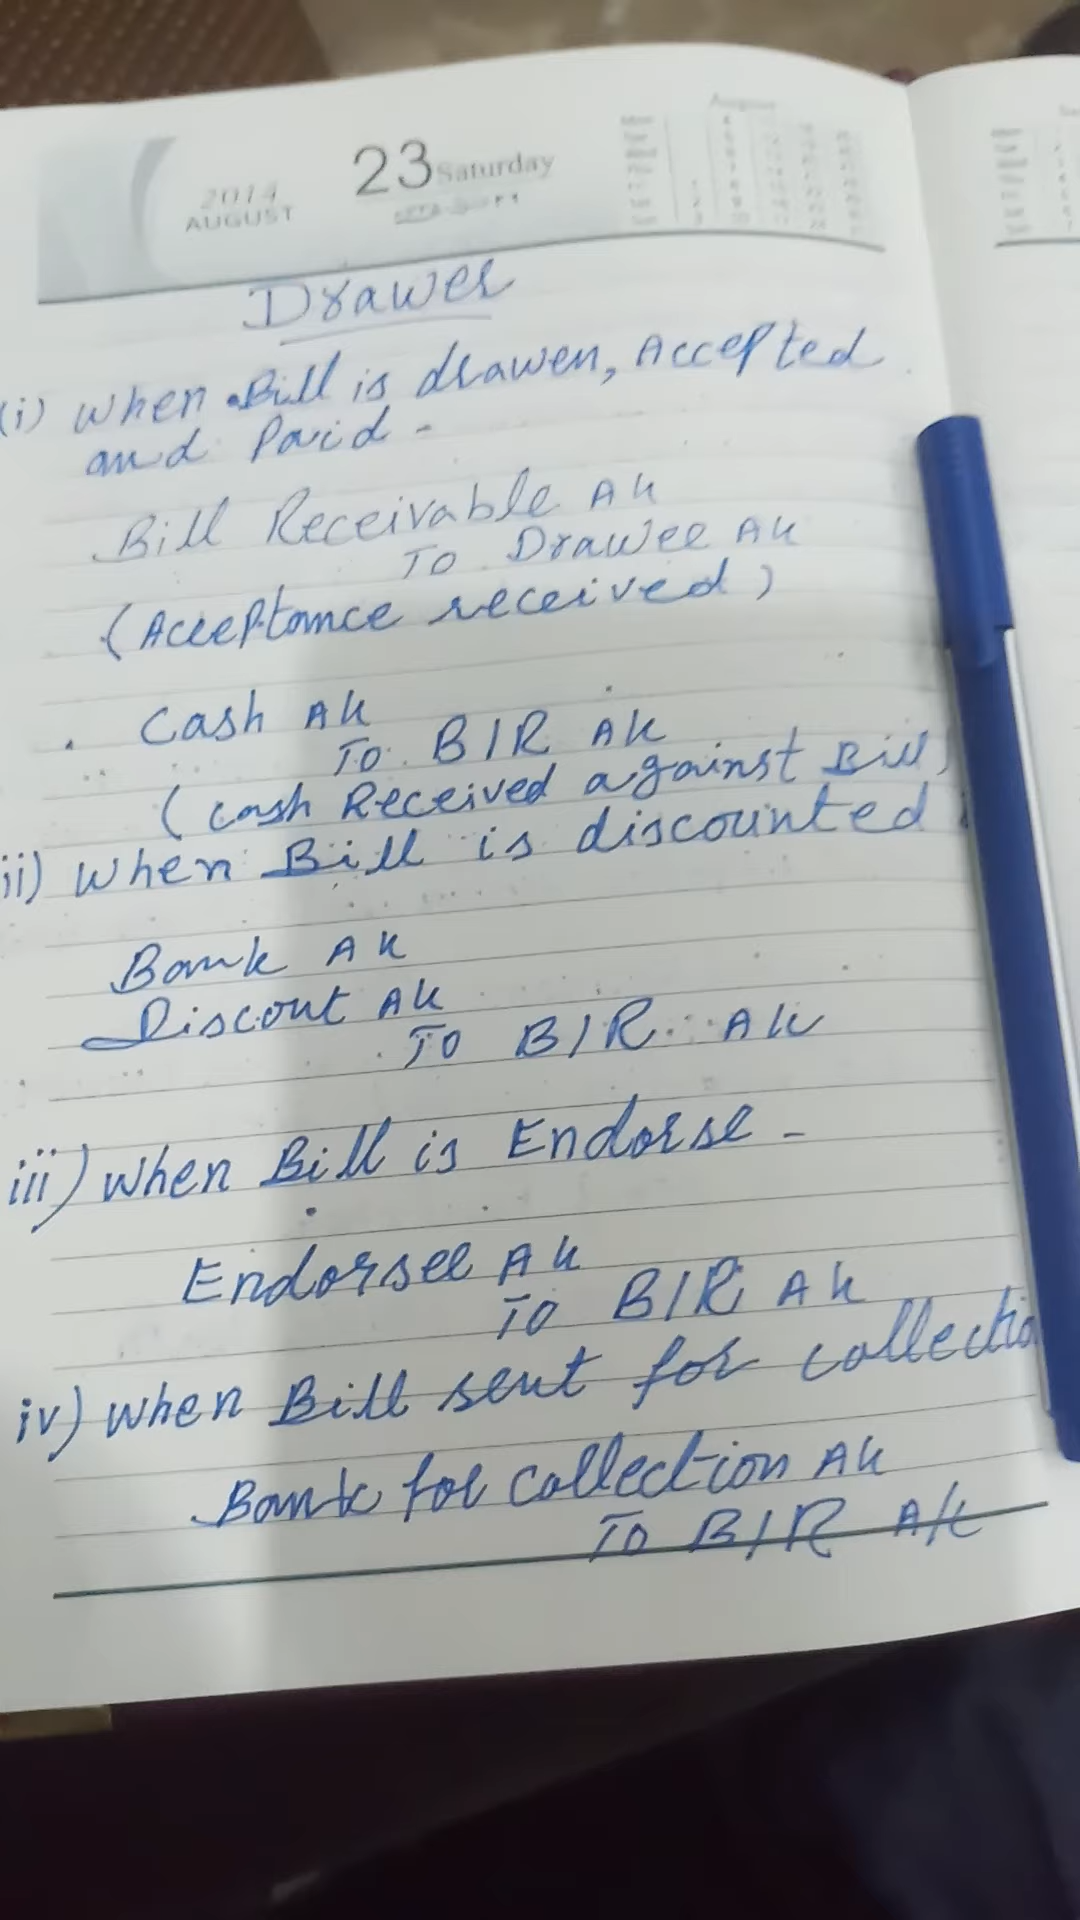 2014
AUGUST
23 Saturday
August
Drawer
(i) When Bill is drawen, Accepted
and Paid -
Bill Receivable A/c
To Drawee A/c
(Acceptance received)
Cash A/c
To B/R A/c
(Cash Received against Bill)
ii) When Bill is discounted
Bank A/c
Discout A/c
To B/R A/c
iii) When Bill is Endorse -
Endorsee A/c
To B/R A/c
iv) When Bill sent for collectio
Bank for collection A/c
To B/R A/c